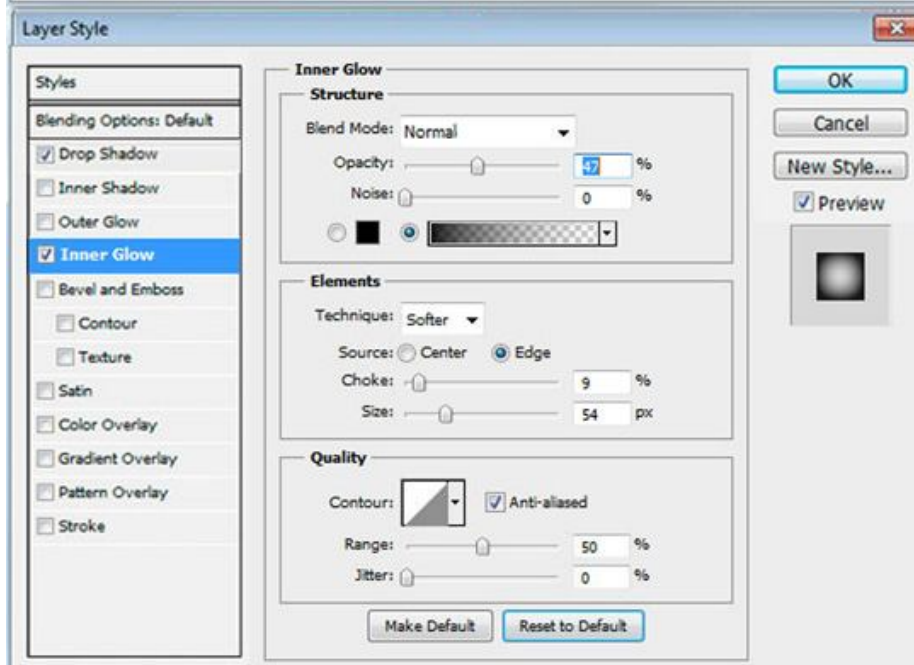 Layer Style
Styles
Blending Options: Default
Drop Shadow
Inner Shadow
Outer Glow
Inner Glow
Bevel and Emboss
Contour
Texture
Satin
Color Overlay
Gradient Overlay
Pattern Overlay
Stroke
Inner Glow
Structure
Blend Mode: Normal
Opacity: 47 %
Noise: 0 %
Elements
Technique: Softer
Source: Center Edge
Choke: 9 %
Size: 54 px
Quality
Contour: Anti-aliased
Range: 50 %
Jitter: 0 %
Make Default Reset to Default
OK
Cancel
New Style...
Preview